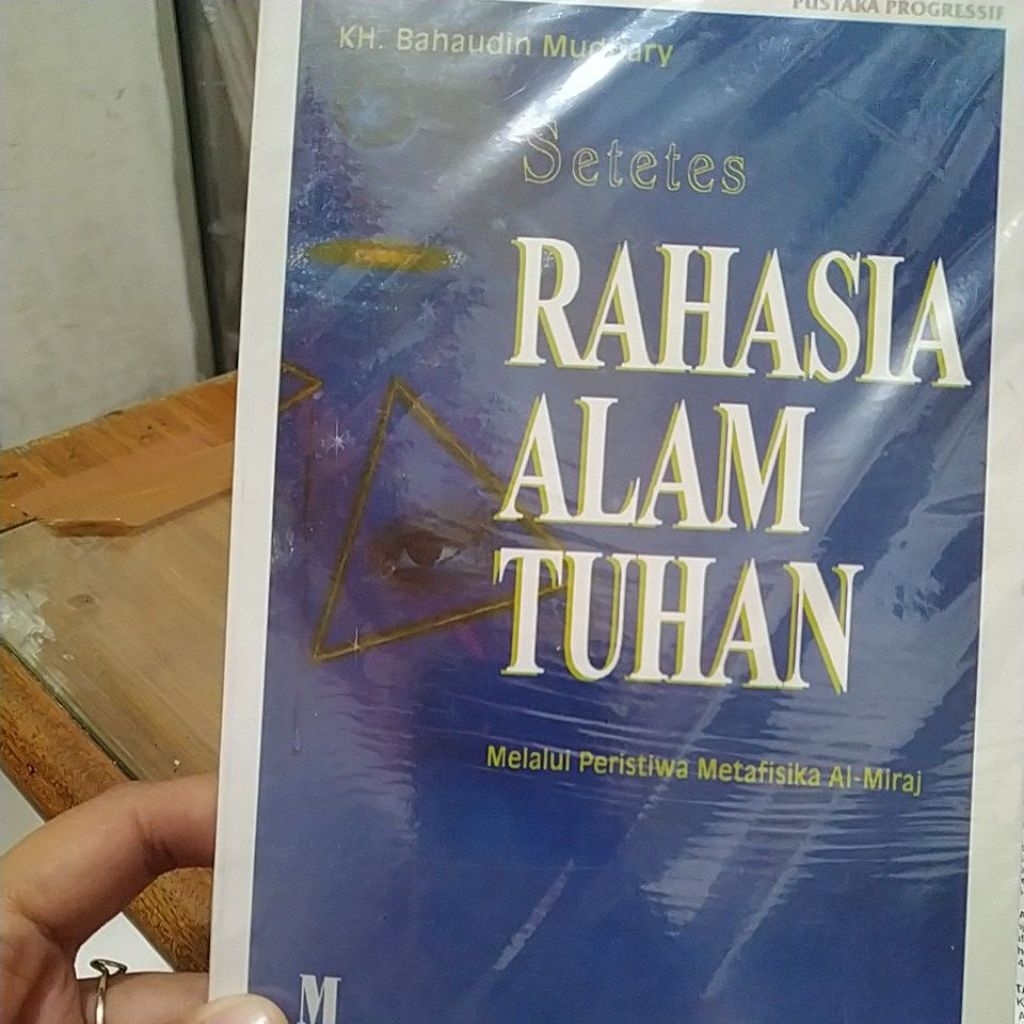 PUSTAKA PROGRESSIF
KH. Bahaudin Mudhary
Setetes
RAHASIA
ALAM
TUHAN
Melalui Peristiwa Metafisika Al-Miraj
M